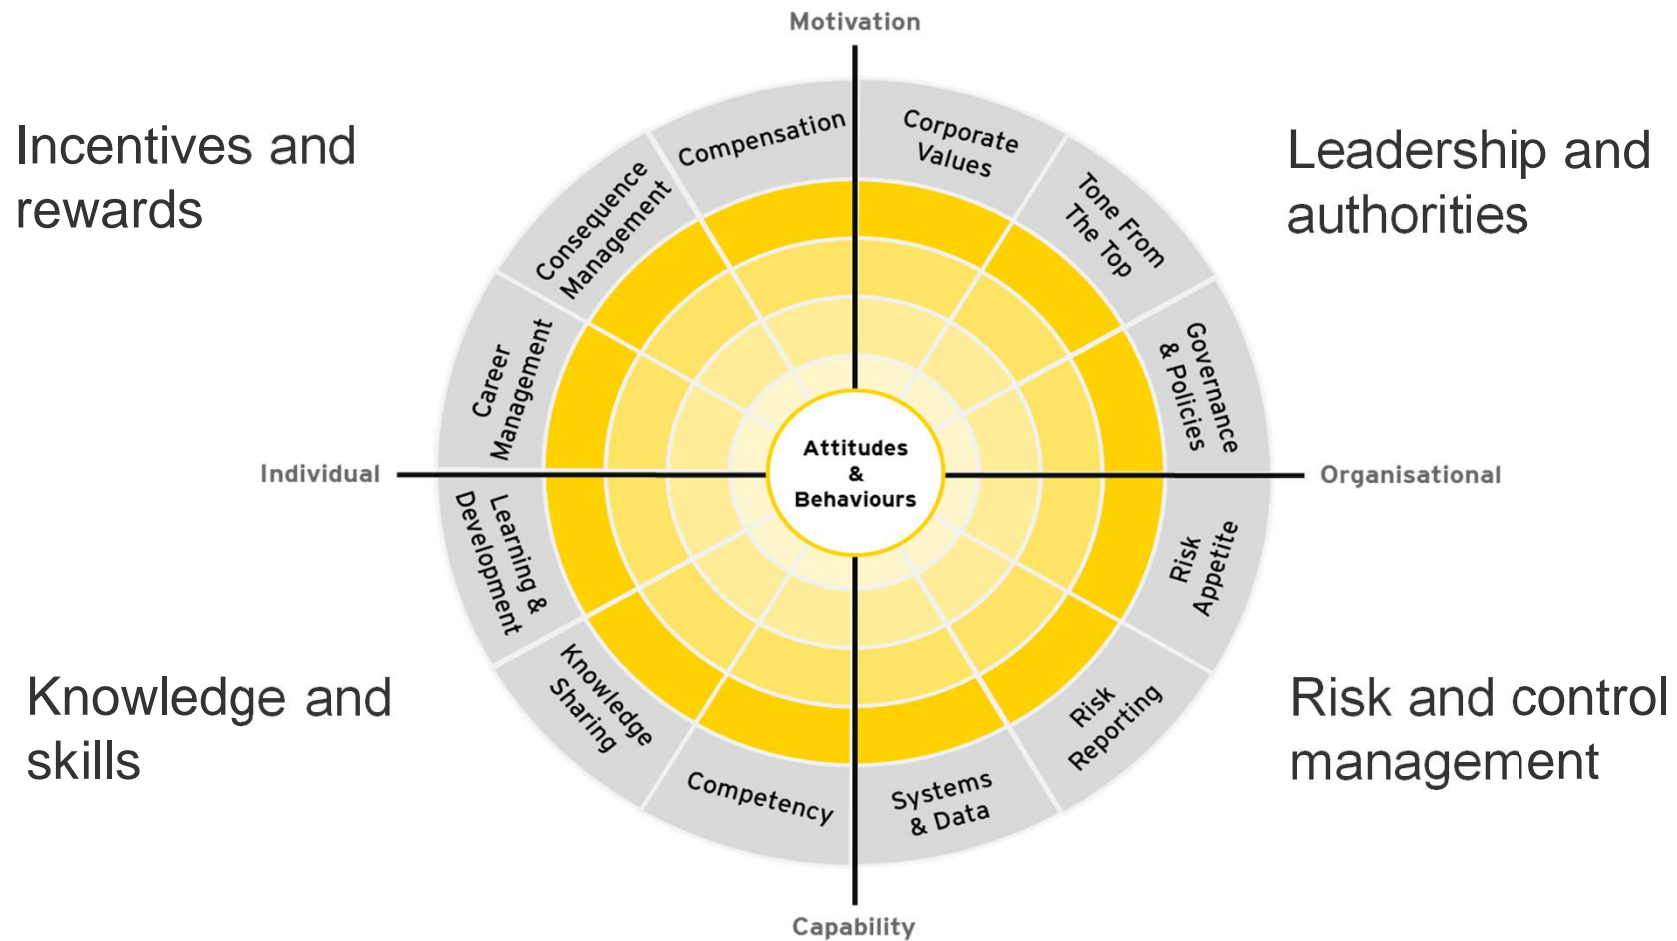 Motivation
Incentives and
rewards
Leadership and
authorities
Compensation
Corporate
Values
Consequence
Management
Tone From
The Top
Career
Management
Governance
& Policies
Individual
Attitudes
&
Behaviours
Organisational
Learning &
Development
Risk
Appetite
Knowledge
Sharing
Risk
Reporting
Knowledge and
skills
Risk and control
management
Competency
Systems
& Data
Capability